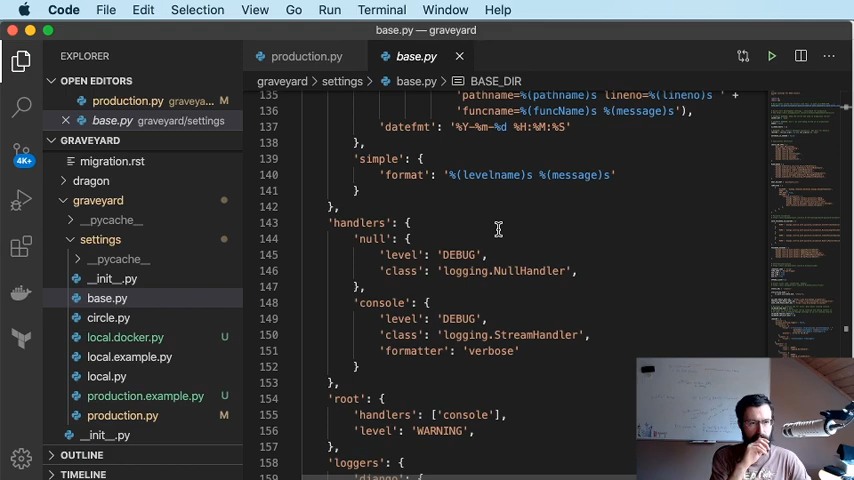 Code File Edit Selection View Go Run Terminal Window Help
base.py — graveyard
EXPLORER
OPEN EDITORS
production.py graveya... M
base.py graveyard/settings
GRAVEYARD
migration.rst
dragon
graveyard
__pycache__
settings
__pycache__
__init__.py
base.py
circle.py
local.docker.py U
local.example.py
local.py
production.example.py U
production.py M
__init__.py
OUTLINE
TIMELINE
4K+
production.py
base.py
graveyard > settings > base.py > BASE_DIR
135 'pathname=%(pathname)s lineno=%(lineno)s ' +
136 'funcname=%(funcName)s %(message)s'),
137 'datefmt': '%Y-%m-%d %H:%M:%S'
138 },
139 'simple': {
140 'format': '%(levelname)s %(message)s'
141 }
142 },
143 'handlers': {
144 'null': {
145 'level': 'DEBUG',
146 'class': 'logging.NullHandler',
147 },
148 'console': {
149 'level': 'DEBUG',
150 'class': 'logging.StreamHandler',
151 'formatter': 'verbose'
152 }
153 },
154 'root': {
155 'handlers': ['console'],
156 'level': 'WARNING',
157 },
158 'loggers': {
159 'django': {